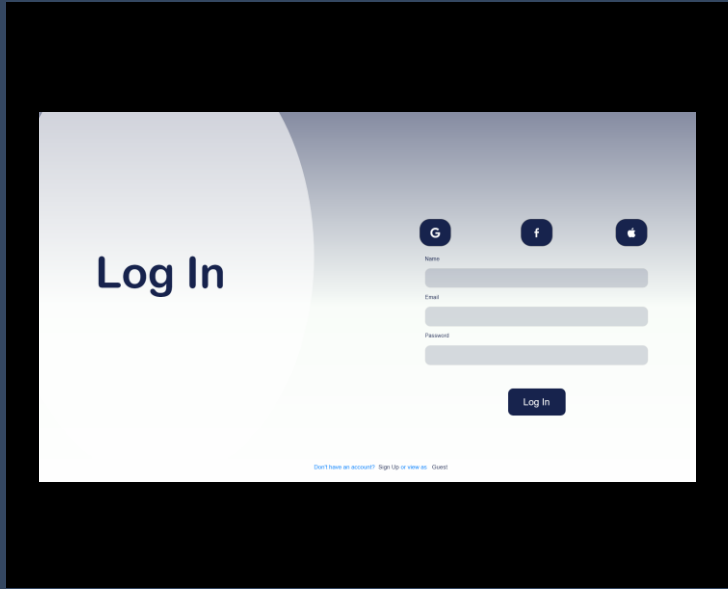 Log In
G
f
Name
Email
Password
Log In
Don't have an account? Sign Up or view as Guest